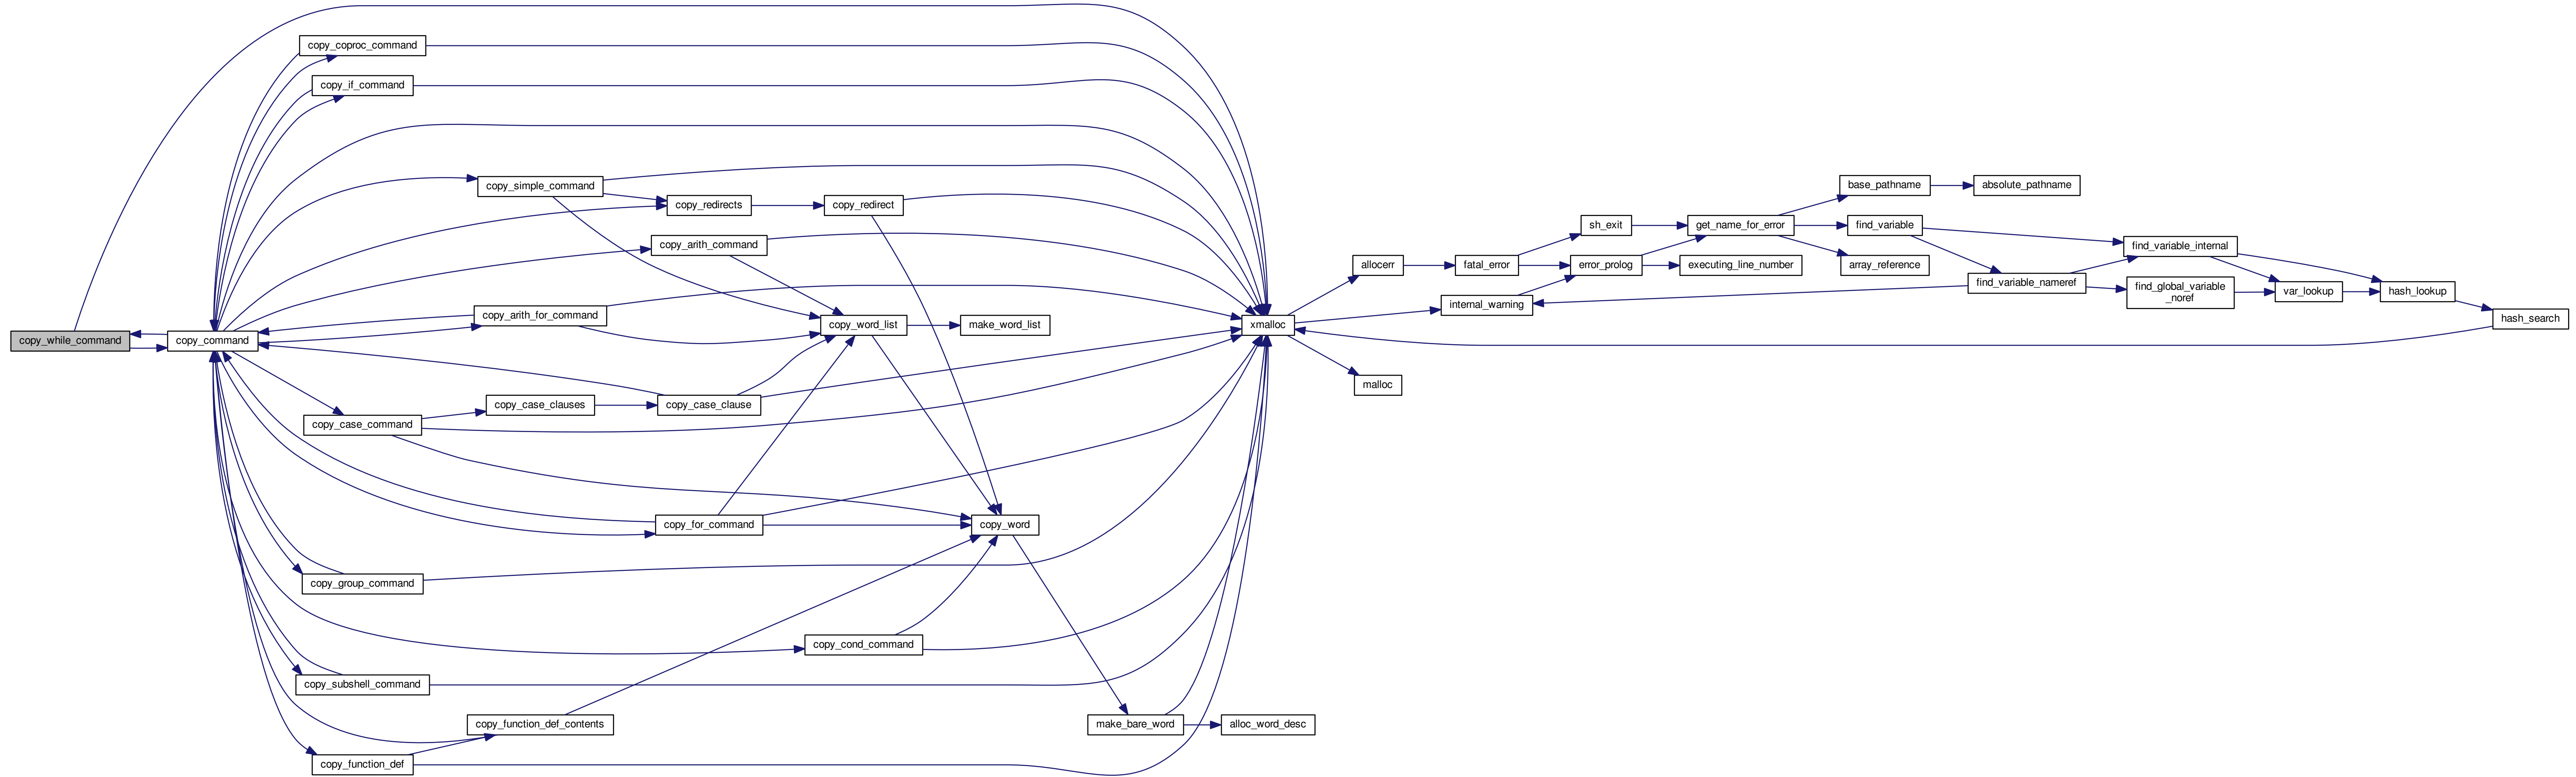 copy_coproc_command
copy_if_command
copy_simple_command
copy_redirects
copy_redirect
copy_arith_command
copy_arith_for_command
copy_while_command
copy_command
copy_word_list
make_word_list
copy_case_clauses
copy_case_clause
copy_case_command
copy_for_command
copy_word
copy_group_command
copy_cond_command
copy_subshell_command
copy_function_def_contents
copy_function_def
make_bare_word
alloc_word_desc
xmalloc
malloc
allocerr
fatal_error
internal_warning
sh_exit
error_prolog
get_name_for_error
executing_line_number
base_pathname
absolute_pathname
find_variable
array_reference
find_variable_nameref
find_variable_internal
find_global_variable
_noref
var_lookup
hash_lookup
hash_search